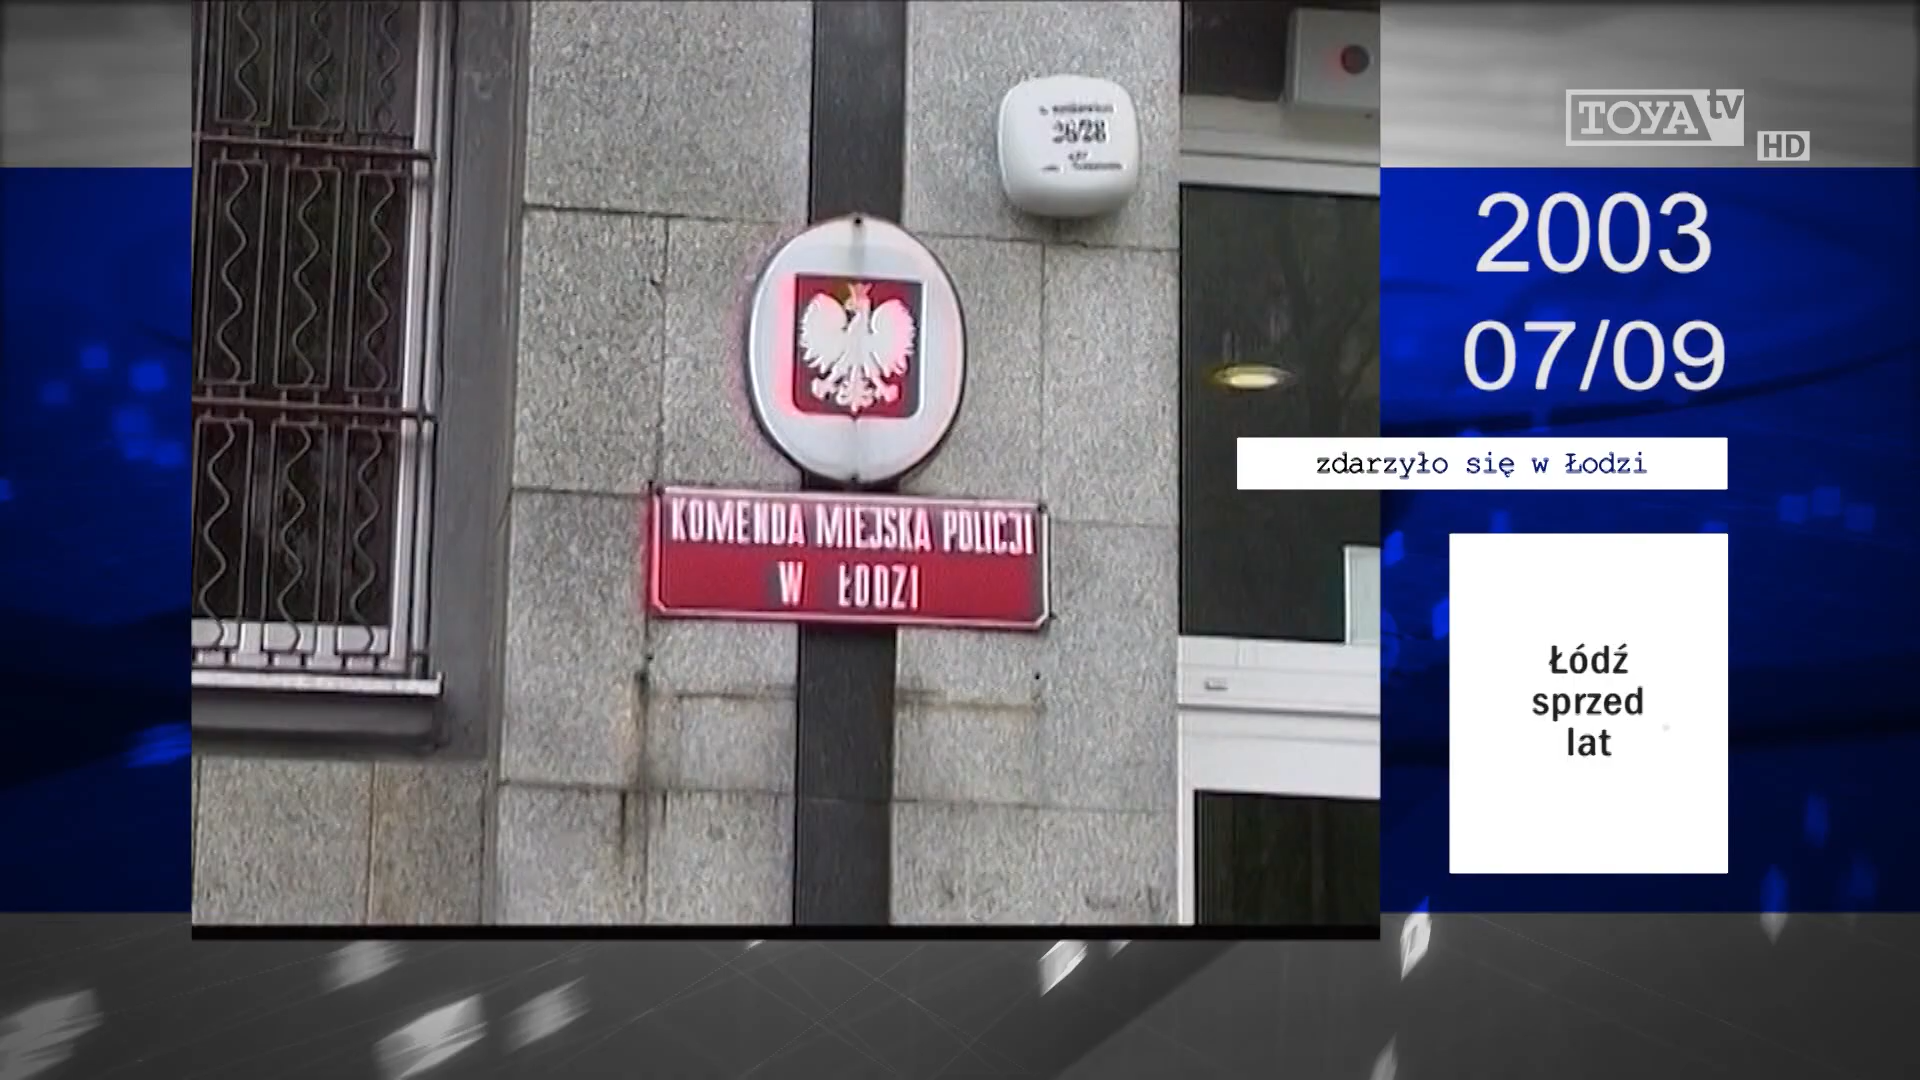 26/28
KOMENDA MIEJSKA POLICJI
W ŁODZI
TOYA tv
HD
2003
07/09
zdarzyło się w Łodzi
Łódź
sprzed
lat